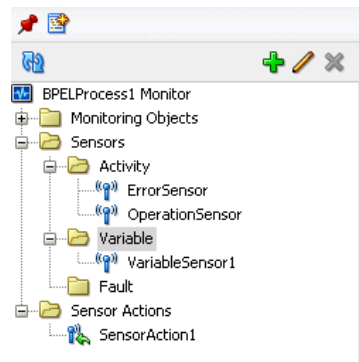 BPELProcess1 Monitor
Monitoring Objects
Sensors
Activity
ErrorSensor
OperationSensor
Variable
VariableSensor1
Fault
Sensor Actions
SensorAction1